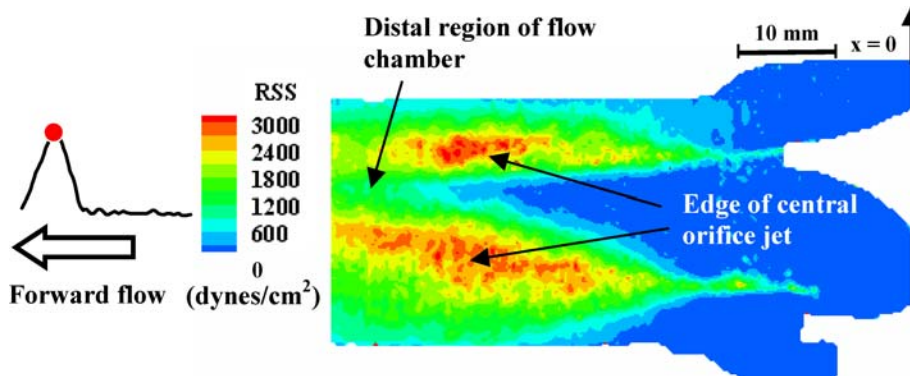 Distal region of flow
chamber
10 mm
x = 0
RSS
3000
2400
1800
1200
600
0
(dynes/cm²)
Forward flow
Edge of central
orifice jet